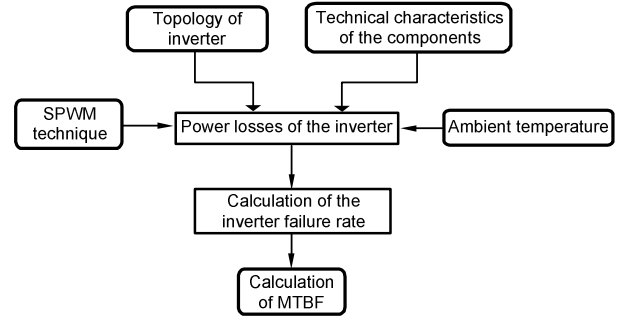 Topology of
inverter
Technical characteristics
of the components
SPWM
technique
Power losses of the inverter
Ambient temperature
Calculation of the
inverter failure rate
Calculation
of MTBF